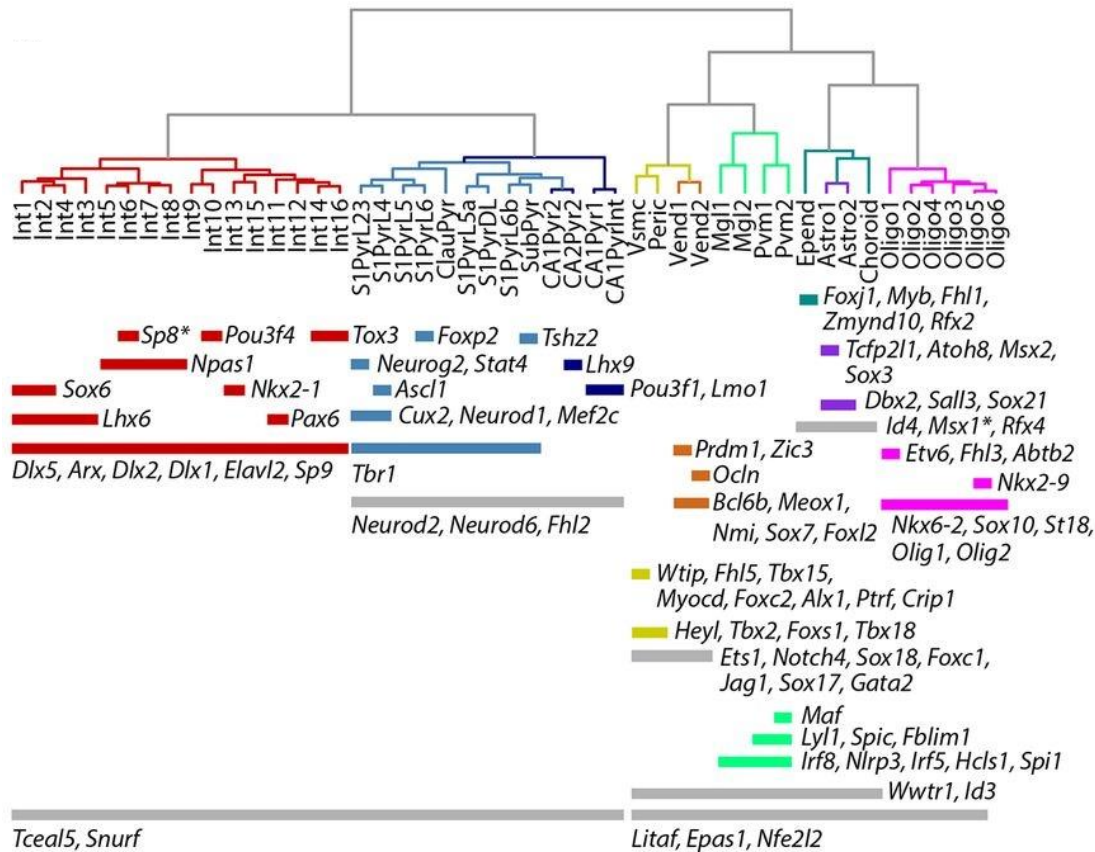 Int1
Int2
Int4
Int3
Int5
Int6
Int7
Int8
Int9
Int10
Int13
Int15
Int11
Int12
Int14
Int16
S1PyrL23
S1PyrL4
S1PyrL5
S1PyrL6
ClauPyr
S1PyrL5a
S1PyrDL
S1PyrL6b
SubPyr
CA1Pyr2
CA2Pyr2
CA1Pyr1
CA1PyrInt
Vsmc
Peric
Vend1
Vend2
Mgl1
Mgl2
Pvm1
Pvm2
Epend
Astro1
Astro2
Choroid
Oligo1
Oligo2
Oligo4
Oligo3
Oligo5
Oligo6
Sp8*
Pou3f4
Tox3
Npas1
Sox6
Nkx2-1
Lhx6
Pax6
Dlx5, Arx, Dlx2, Dlx1, Elavl2, Sp9
Foxp2
Tshz2
Neurog2, Stat4
Lhx9
Ascl1
Pou3f1, Lmo1
Cux2, Neurod1, Mef2c
Tbr1
Neurod2, Neurod6, Fhl2
Foxj1, Myb, Fhl1,
Zmynd10, Rfx2
Tcfp2l1, Atoh8, Msx2,
Sox3
Dbx2, Sall3, Sox21
Id4, Msx1*, Rfx4
Prdm1, Zic3
Etv6, Fhl3, Abtb2
Ocln
Nkx2-9
Bcl6b, Meox1,
Nmi, Sox7, Foxl2
Nkx6-2, Sox10, St18,
Olig1, Olig2
Wtip, Fhl5, Tbx15,
Myocd, Foxc2, Alx1, Ptrf, Crip1
Heyl, Tbx2, Foxs1, Tbx18
Ets1, Notch4, Sox18, Foxc1,
Jag1, Sox17, Gata2
Maf
Lyl1, Spic, Fblim1
Irf8, Nlrp3, Irf5, Hcls1, Spi1
Wwtr1, Id3
Tceal5, Snurf
Litaf, Epas1, Nfe2l2